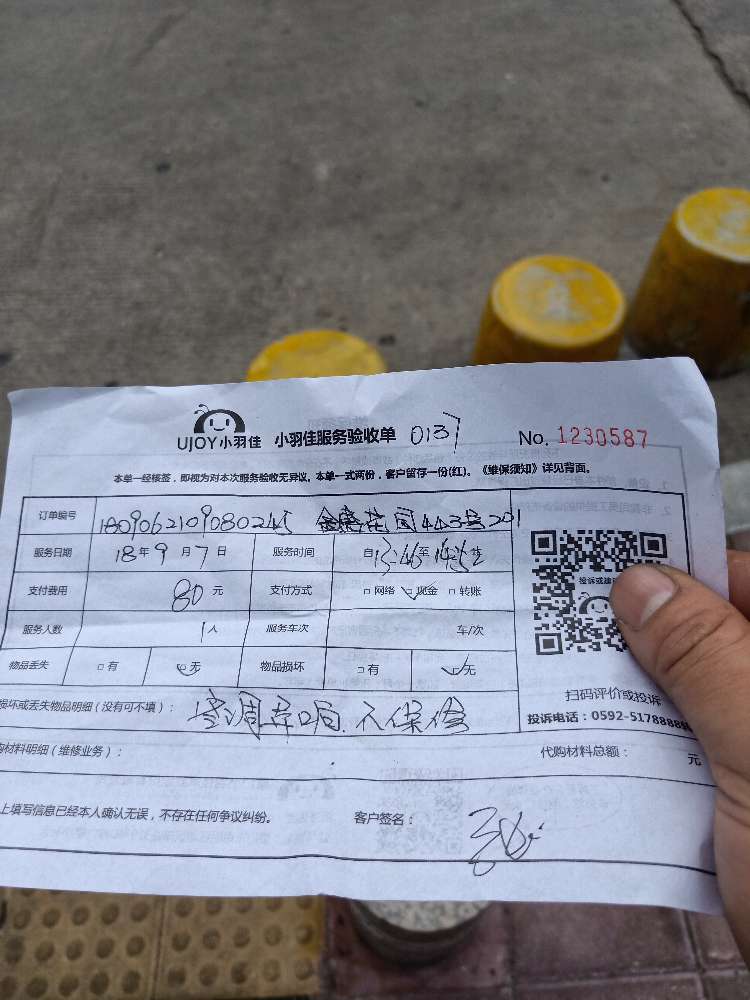 UJOY小羽佳 小羽佳服务验收单 0137 No. 1230587
本单一经核签，即视为对本次服务验收无异议。本单一式两份，客户留存一份(红)。《维保须知》详见背面。
订单编号 1809062109080245 金惠花园443号201
服务日期 18年9月7日 服务时间 自13:46至14:52
支付费用 80元 支付方式 □网络 □现金 □转账
服务人数 1人 服务车次 车/次
物品丢失 □有 □无 物品损坏 □有 □无
损坏或丢失物品明细（没有可填）： 空调 不保修
购材料明细（维修业务）： 代购材料总额： 元
上填写信息已经本人确认无误，不存在任何争议纠纷。 客户签名：
投诉或建
扫码评价或投诉
投诉电话：0592-5178888